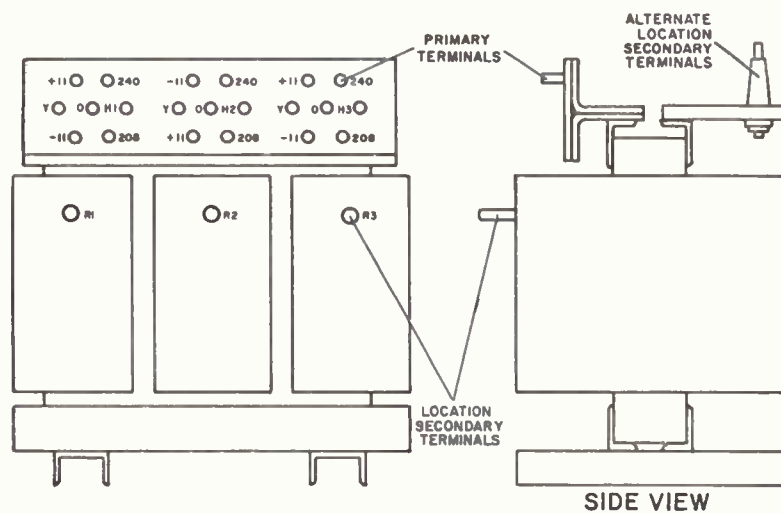 PRIMARY
TERMINALS
ALTERNATE
LOCATION
SECONDARY
TERMINALS
+11 240 -11 240 +11 240
Y 0 H1 Y 0 H2 Y 0 H3
-11 208 +11 208 -11 208
R1 R2 R3
LOCATION
SECONDARY
TERMINALS
SIDE VIEW